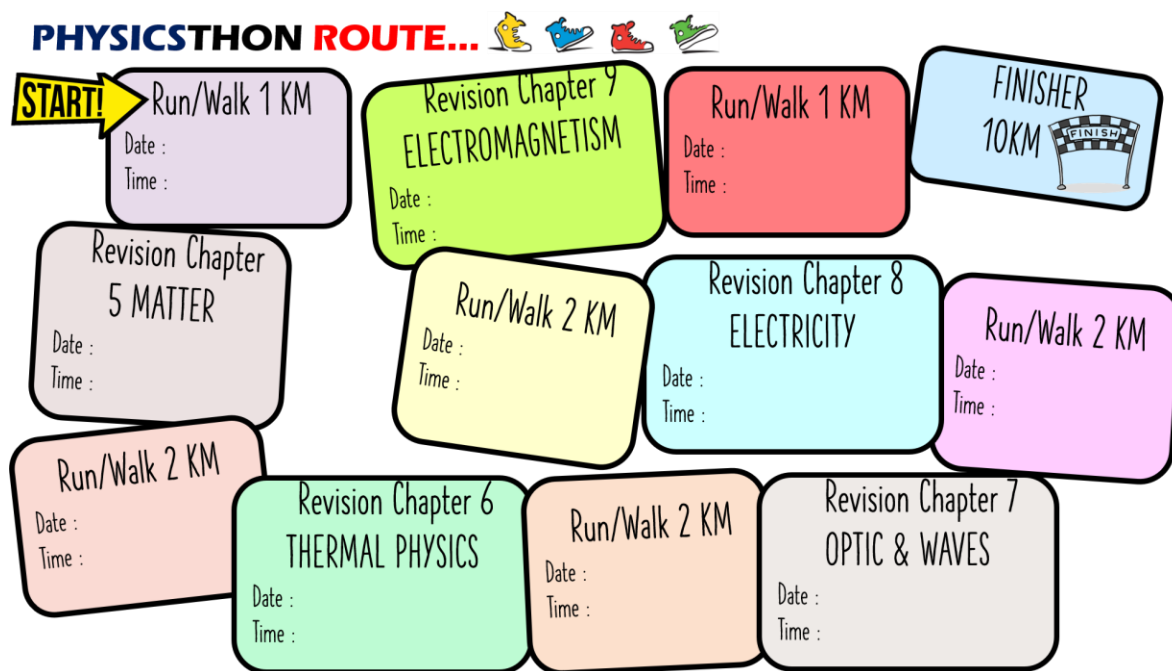 PHYSICSTHON ROUTE...
START!
Run/Walk 1 KM
Date :
Time :
Revision Chapter
5 MATTER
Date :
Time :
Run/Walk 2 KM
Date :
Time :
Revision Chapter 6
THERMAL PHYSICS
Date :
Time :
Run/Walk 2 KM
Date :
Time :
Revision Chapter 7
OPTIC & WAVES
Date :
Time :
Run/Walk 2 KM
Date :
Time :
Revision Chapter 8
ELECTRICITY
Date :
Time :
Run/Walk 2 KM
Date :
Time :
Revision Chapter 9
ELECTROMAGNETISM
Date :
Time :
Run/Walk 1 KM
Date :
Time :
FINISHER
10KM
FINISH